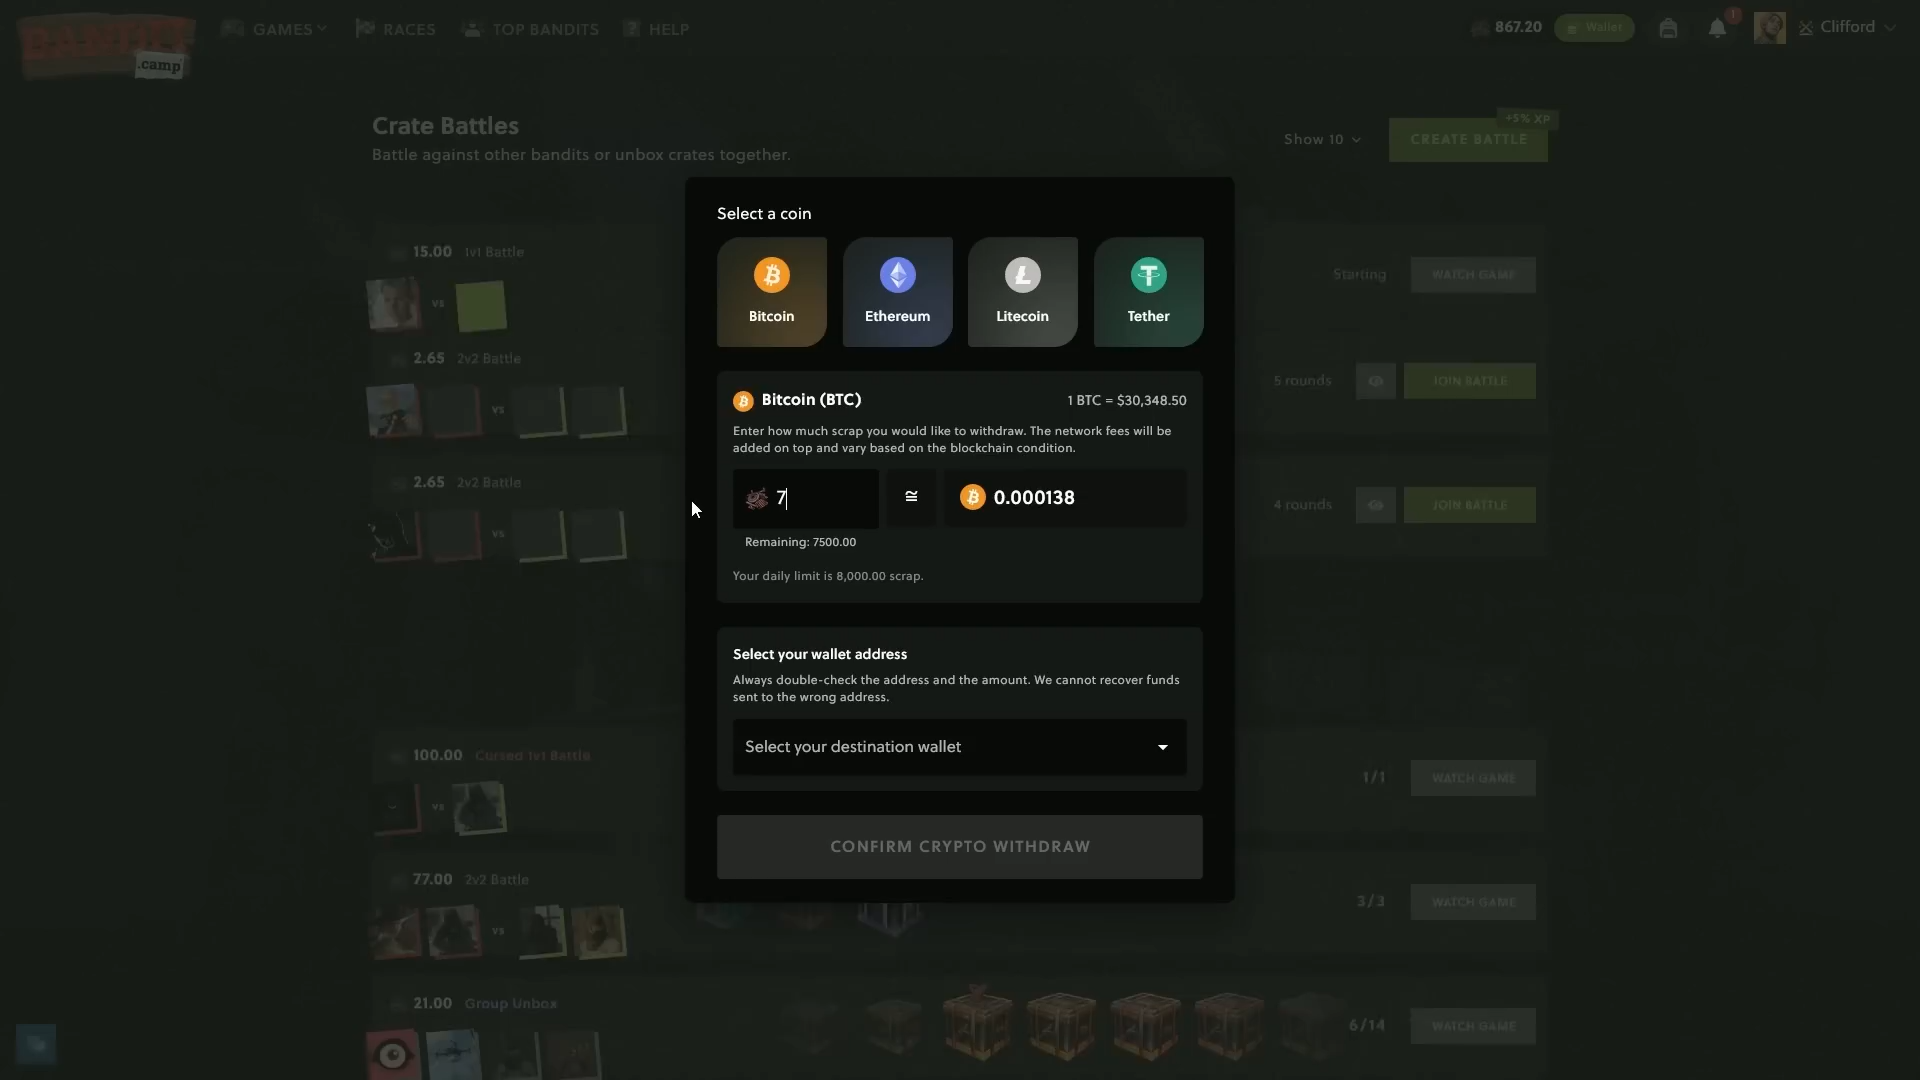 BANDIT
.camp
GAMES
RACES
TOP BANDITS
? HELP
867.20
Wallet
1
Clifford
Crate Battles
Battle against other bandits or unbox crates together.
Show 10
+5% XP
CREATE BATTLE
Select a coin
Bitcoin
Ethereum
Litecoin
Tether
15.00 1v1 Battle
vs
Starting
WATCH GAME
2.65 2v2 Battle
vs
5 rounds
JOIN BATTLE
Bitcoin (BTC)
1 BTC = $30,348.50
Enter how much scrap you would like to withdraw. The network fees will be
added on top and vary based on the blockchain condition.
7
≅
0.000138
Remaining: 7500.00
Your daily limit is 8,000.00 scrap.
2.65 2v2 Battle
vs
4 rounds
JOIN BATTLE
Select your wallet address
Always double-check the address and the amount. We cannot recover funds
sent to the wrong address.
Select your destination wallet
CONFIRM CRYPTO WITHDRAW
100.00 Cursed 1v1 Battle
vs
1/1
WATCH GAME
77.00 2v2 Battle
vs
3/3
WATCH GAME
21.00 Group Unbox
6/14
WATCH GAME